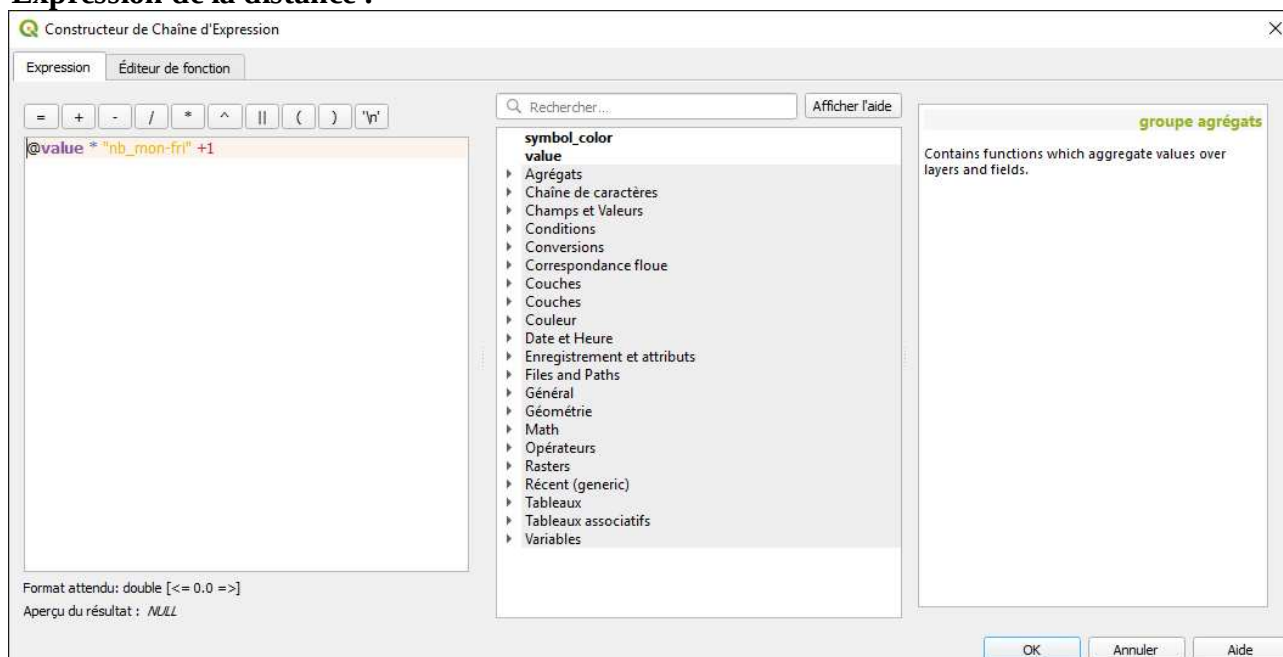 Expression de la distance :
Constructeur de Chaîne d'Expression
Expression
Éditeur de fonction
= + - / * ^ || ( ) '\n'
@value * "nb_mon-fri" +1
Format attendu: double [<= 0.0 =>]
Aperçu du résultat : NULL
Rechercher...
Afficher l'aide
symbol_color
value
Agrégats
Chaîne de caractères
Champs et Valeurs
Conditions
Conversions
Correspondance floue
Couches
Couches
Couleur
Date et Heure
Enregistrement et attributs
Files and Paths
Général
Géométrie
Math
Opérateurs
Rasters
Récent (generic)
Tableaux
Tableaux associatifs
Variables
groupe agrégats
Contains functions which aggregate values over
layers and fields.
OK
Annuler
Aide